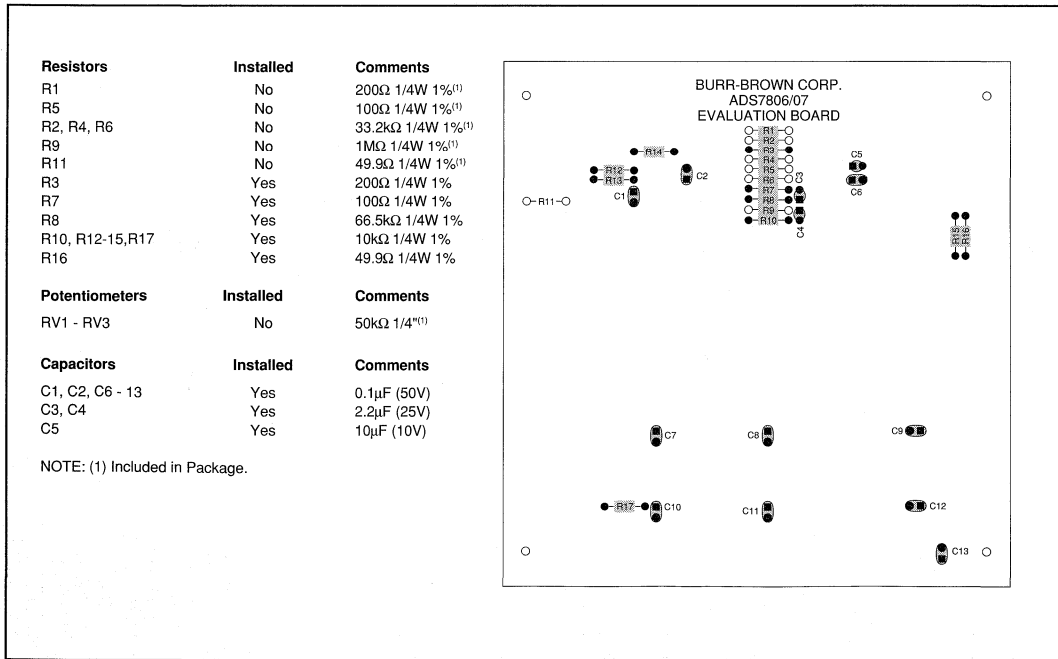 Resistors Installed Comments
R1 No 200Ω 1/4W 1%(1)
R5 No 100Ω 1/4W 1%(1)
R2, R4, R6 No 33.2kΩ 1/4W 1%(1)
R9 No 1MΩ 1/4W 1%(1)
R11 No 49.9Ω 1/4W 1%(1)
R3 Yes 200Ω 1/4W 1%
R7 Yes 100Ω 1/4W 1%
R8 Yes 66.5kΩ 1/4W 1%
R10, R12-15,R17 Yes 10kΩ 1/4W 1%
R16 Yes 49.9Ω 1/4W 1%
Potentiometers Installed Comments
RV1 - RV3 No 50kΩ 1/4"(1)
Capacitors Installed Comments
C1, C2, C6 - 13 Yes 0.1µF (50V)
C3, C4 Yes 2.2µF (25V)
C5 Yes 10µF (10V)
NOTE: (1) Included in Package.
BURR-BROWN CORP.
ADS7806/07
EVALUATION BOARD
R1
R2
R3
R4
R5
R6
R7
R8
R9
R10
C3
C4
R14
R12
R13
C1
C2
R11
C5
C6
R15
R16
C7
C8
C9
R17
C10
C11
C12
C13